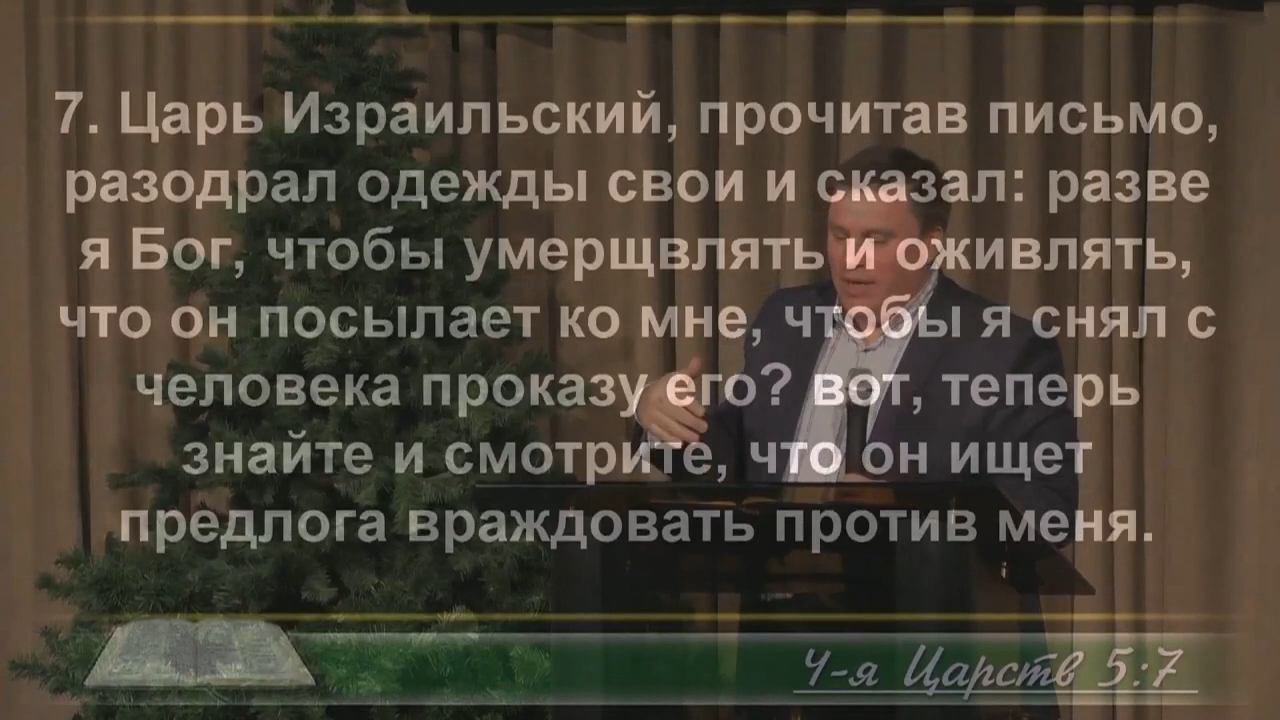 7. Царь Израильский, прочитав письмо,
разодрал одежды свои и сказал: разве
я Бог, чтобы умерщвлять и оживлять,
что он посылает ко мне, чтобы я снял с
человека проказу его? вот, теперь
знайте и смотрите, что он ищет
предлога враждовать против меня.
4-я Царств 5:7